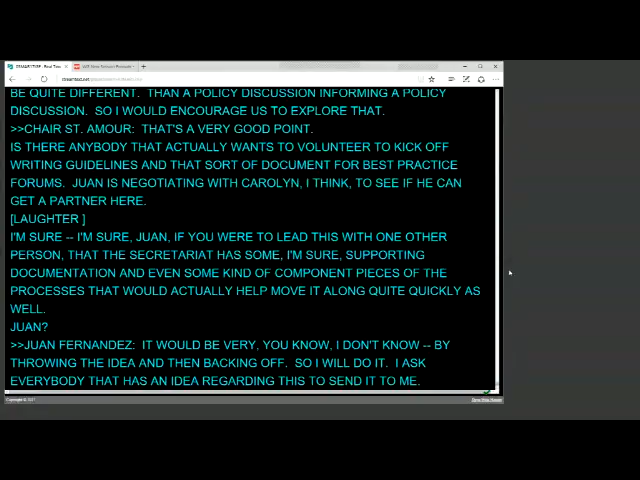 BE QUITE DIFFERENT. THAN A POLICY DISCUSSION INFORMING A POLICY
DISCUSSION. SO I WOULD ENCOURAGE US TO EXPLORE THAT.
>>CHAIR ST. AMOUR: THAT'S A VERY GOOD POINT.
IS THERE ANYBODY THAT ACTUALLY WANTS TO VOLUNTEER TO KICK OFF
WRITING GUIDELINES AND THAT SORT OF DOCUMENT FOR BEST PRACTICE
FORUMS. JUAN IS NEGOTIATING WITH CAROLYN, I THINK, TO SEE IF HE CAN
GET A PARTNER HERE.
[LAUGHTER ]
I'M SURE -- I'M SURE, JUAN, IF YOU WERE TO LEAD THIS WITH ONE OTHER
PERSON, THAT THE SECRETARIAT HAS SOME, I'M SURE, SUPPORTING
DOCUMENTATION AND EVEN SOME KIND OF COMPONENT PIECES OF THE
PROCESSES THAT WOULD ACTUALLY HELP MOVE IT ALONG QUITE QUICKLY AS
WELL.
JUAN?
>>JUAN FERNANDEZ: IT WOULD BE VERY, YOU KNOW, I DON'T KNOW -- BY
THROWING THE IDEA AND THEN BACKING OFF. SO I WILL DO IT. I ASK
EVERYBODY THAT HAS AN IDEA REGARDING THIS TO SEND IT TO ME.